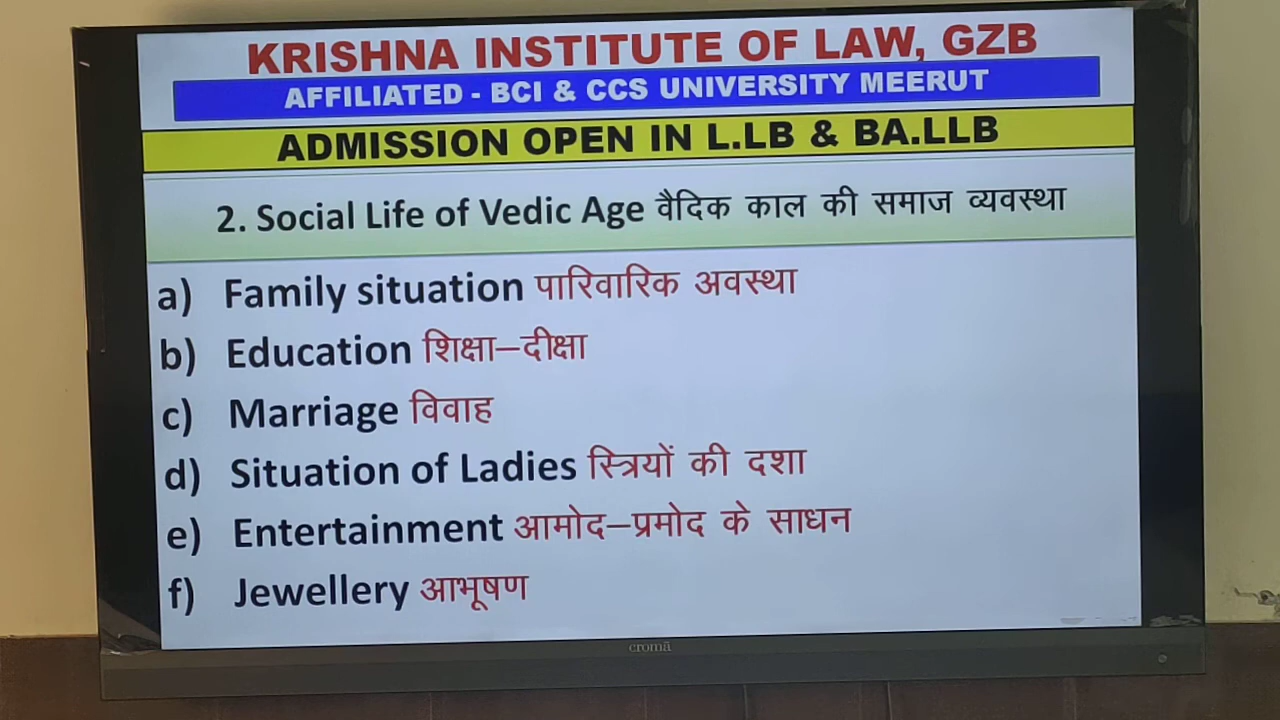 KRISHNA INSTITUTE OF LAW, GZB
AFFILIATED - BCI & CCS UNIVERSITY MEERUT
ADMISSION OPEN IN L.LB & BA.LLB
2. Social Life of Vedic Age वैदिक काल की समाज व्यवस्था
a) Family situation पारिवारिक अवस्था
b) Education शिक्षा–दीक्षा
c) Marriage विवाह
d) Situation of Ladies स्त्रियों की दशा
e) Entertainment आमोद–प्रमोद के साधन
f) Jewellery आभूषण
cromā